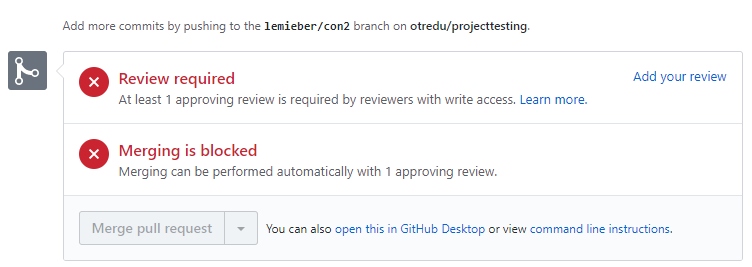 Add more commits by pushing to the lemieber/con2 branch on otredu/projecttesting.
Review required
Add your review
At least 1 approving review is required by reviewers with write access. Learn more.
Merging is blocked
Merging can be performed automatically with 1 approving review.
Merge pull request
You can also open this in GitHub Desktop or view command line instructions.